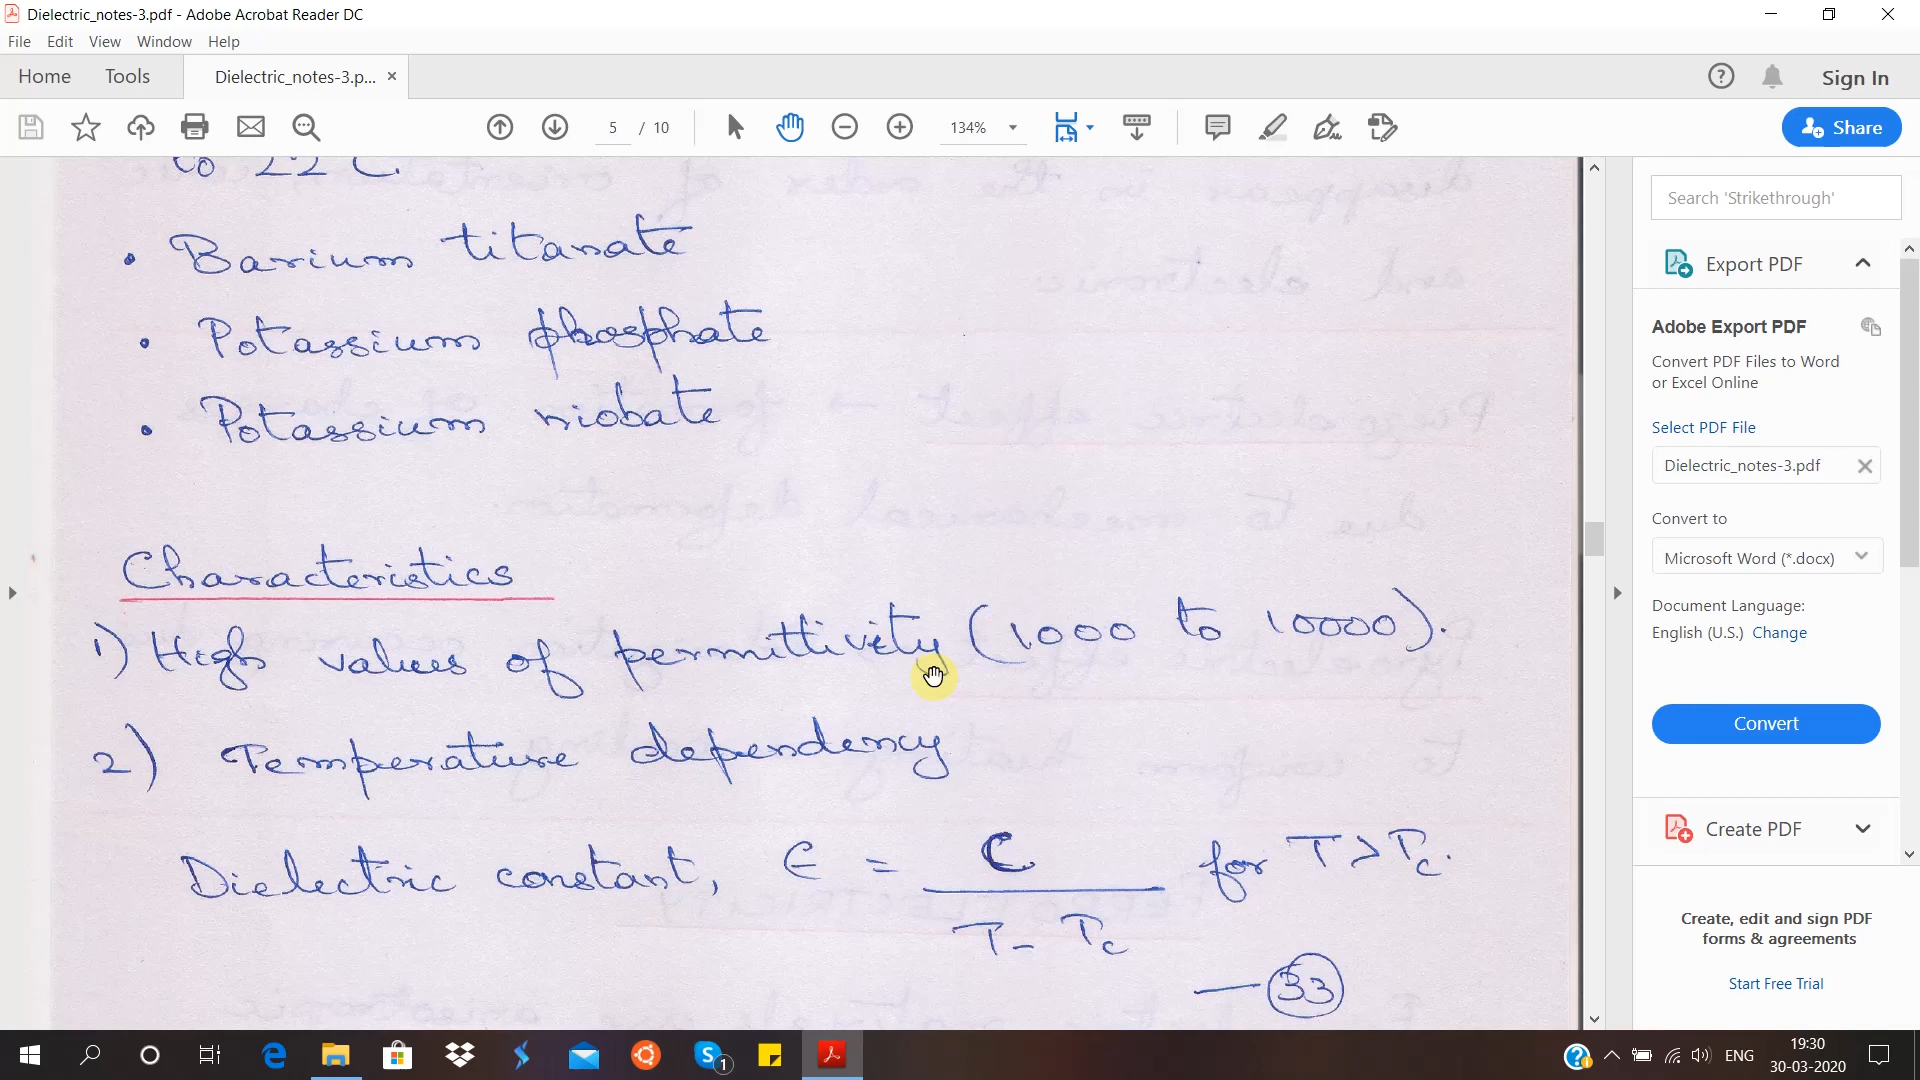 Dielectric_notes-3.pdf - Adobe Acrobat Reader DC
File Edit View Window Help
Home Tools Dielectric_notes-3.p... ×
Sign In
5 / 10
134%
Share
to 22°C.
• Barium titanate
• Potassium phosphate
• Potassium niobate
Characteristics
1) High values of permittivity (1000 to 10000).
2) Temperature dependency
Dielectric constant, ε = C / T - Tc for T > Tc.
— 33
Search 'Strikethrough'
Export PDF
Adobe Export PDF
Convert PDF Files to Word
or Excel Online
Select PDF File
Dielectric_notes-3.pdf
Convert to
Microsoft Word (*.docx)
Document Language:
English (U.S.) Change
Convert
Create PDF
Create, edit and sign PDF
forms & agreements
Start Free Trial
1
ENG
19:30
30-03-2020